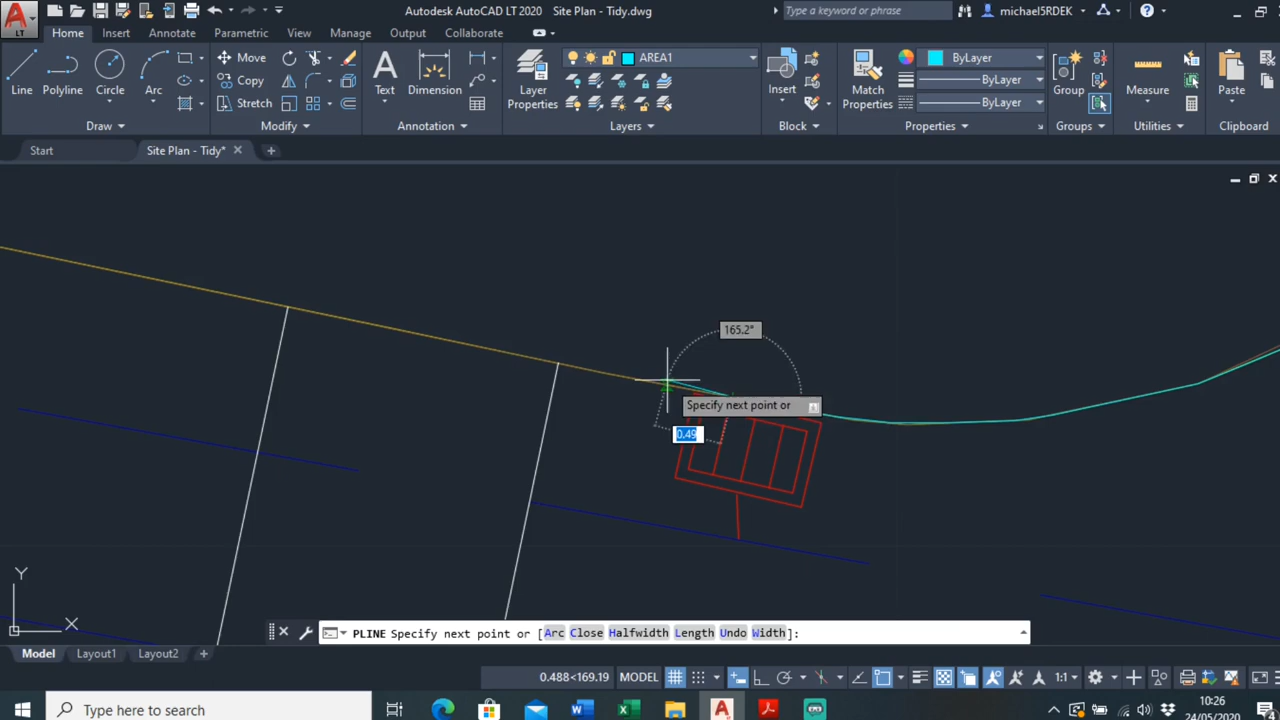 A LT Autodesk AutoCAD LT 2020 Site Plan - Tidy.dwg Type a keyword or phrase michael5RDEK ?
Home Insert Annotate Parametric View Manage Output Collaborate
Line Polyline Circle Arc Move Copy Stretch Text Dimension Layer Properties AREA1 Insert Match Properties ByLayer ByLayer ByLayer Group Measure Paste
Draw Modify Annotation Layers Block Properties Groups Utilities Clipboard
Start Site Plan - Tidy* +
165.2°
Specify next point or
0.49
Y
X
PLINE Specify next point or [Arc Close Halfwidth Length Undo Width]:
Model Layout1 Layout2 +
0.488<169.19 MODEL 1:1
Type here to search 10:26
24/05/2020